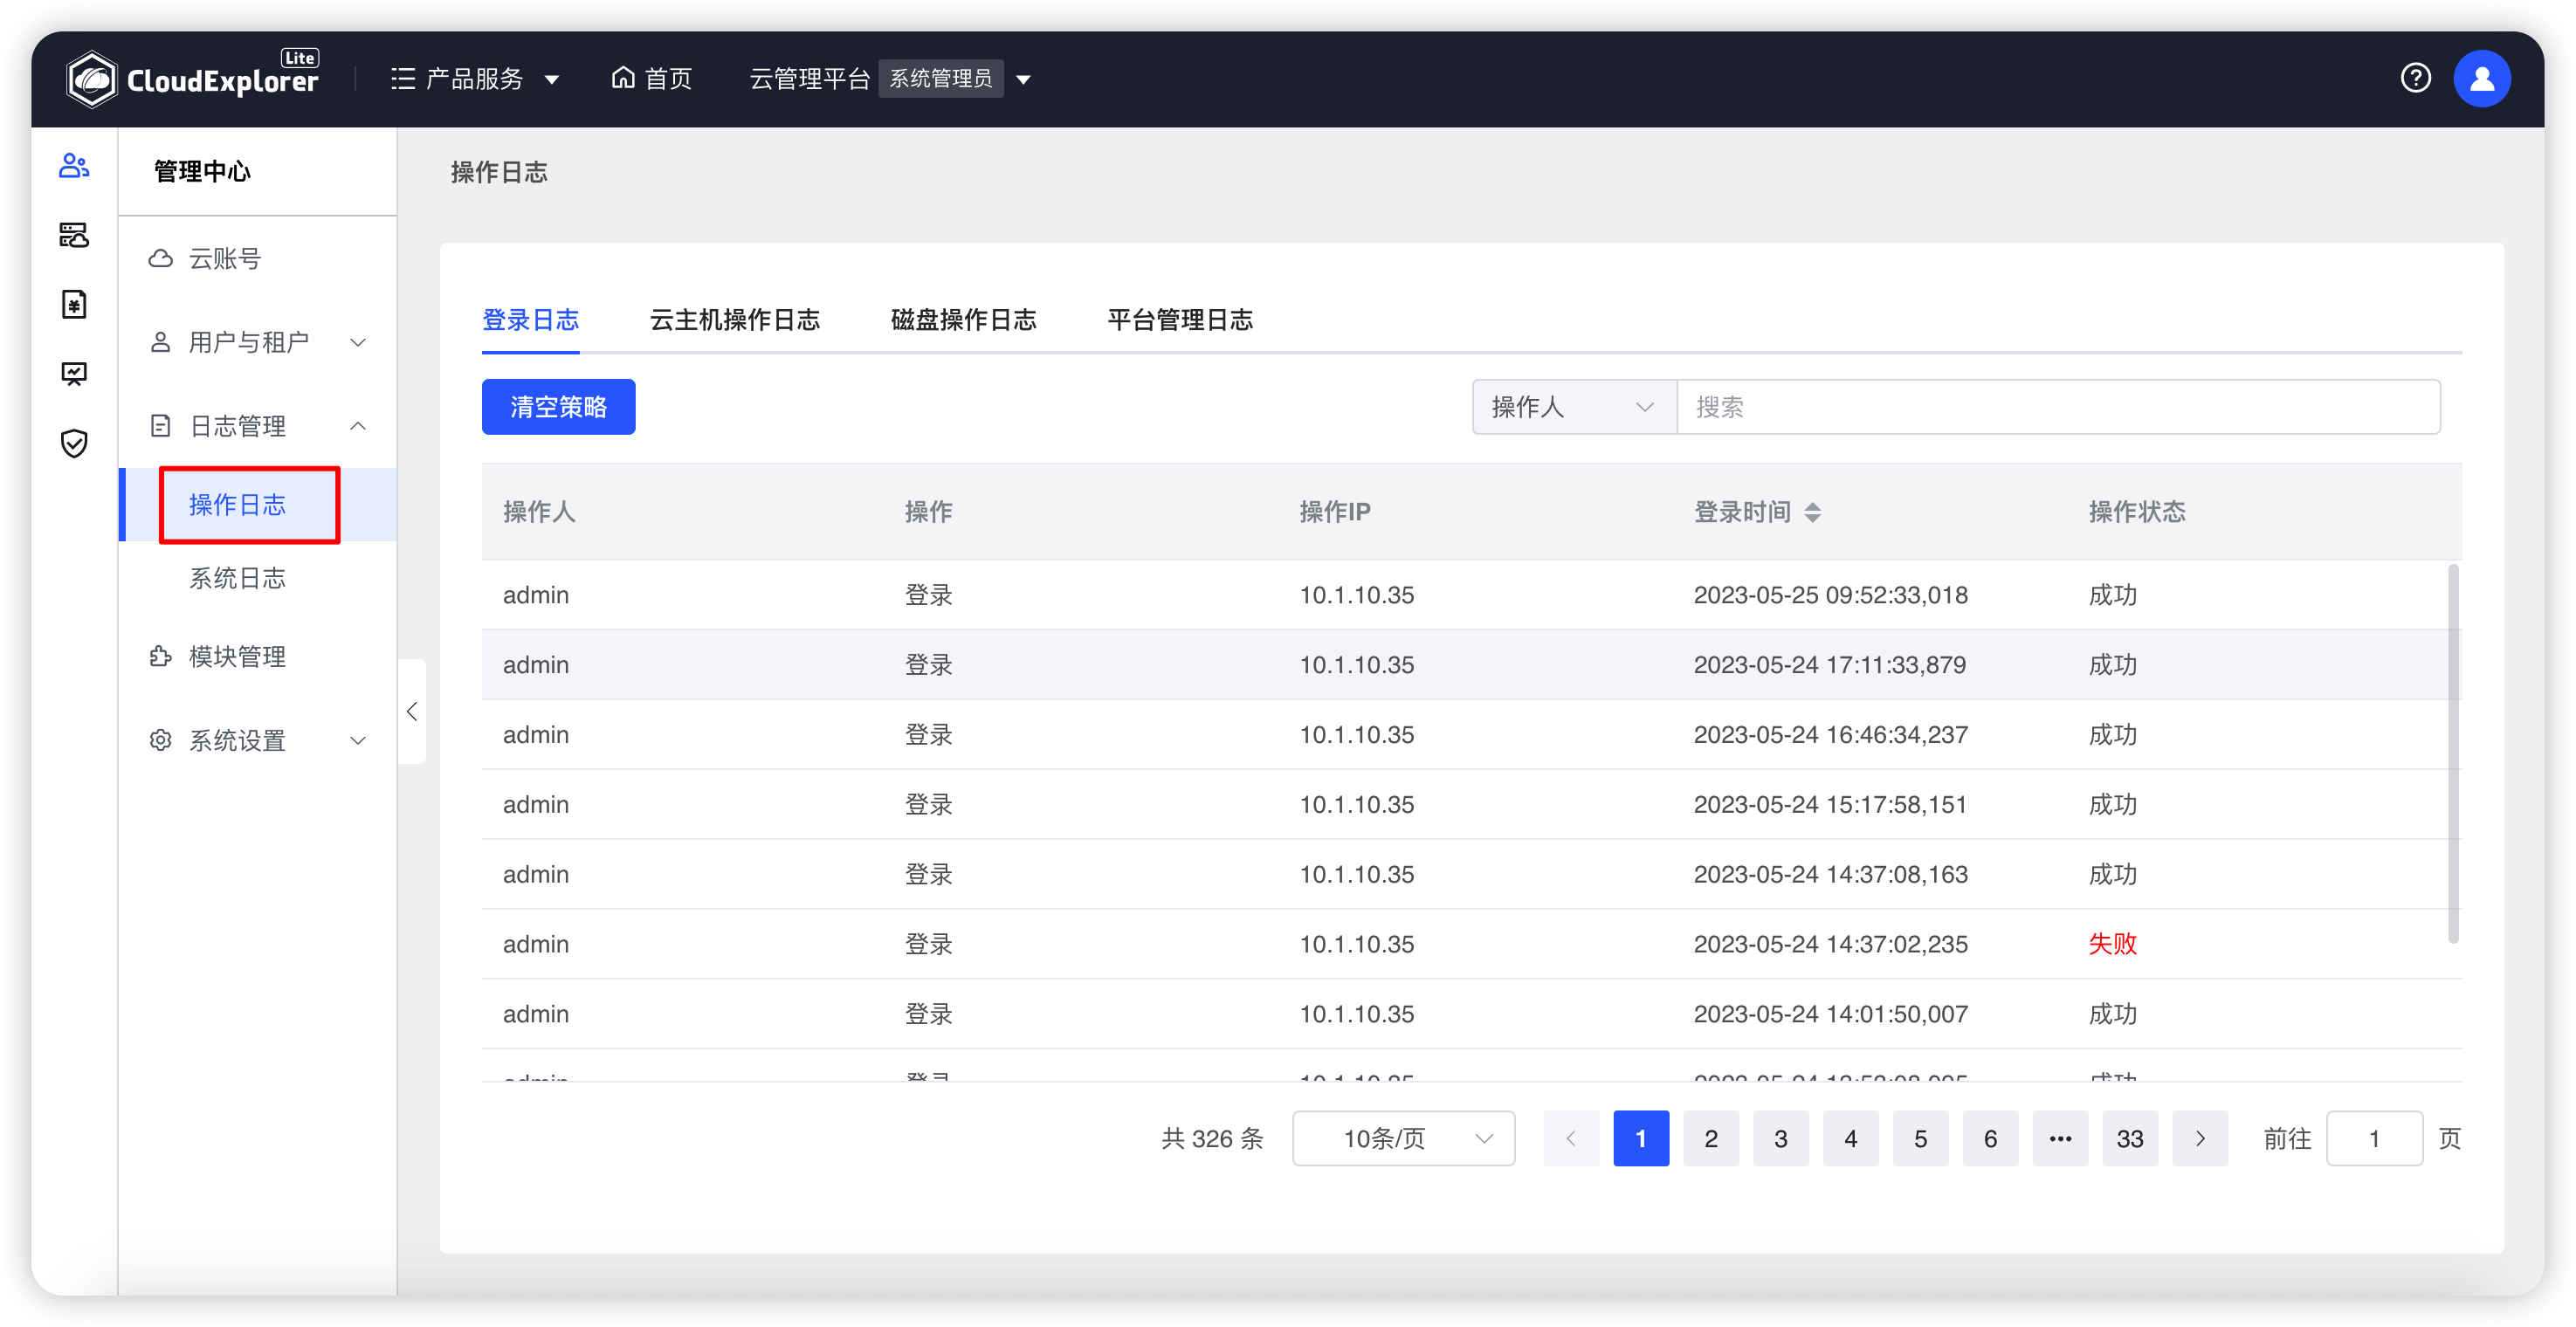 CloudExplorer Lite
产品服务
首页
云管理平台 系统管理员
管理中心
云账号
用户与租户
日志管理
操作日志
系统日志
模块管理
系统设置
操作日志
登录日志 云主机操作日志 磁盘操作日志 平台管理日志
清空策略
操作人 搜索
操作人 操作 操作IP 登录时间 操作状态
admin 登录 10.1.10.35 2023-05-25 09:52:33,018 成功
admin 登录 10.1.10.35 2023-05-24 17:11:33,879 成功
admin 登录 10.1.10.35 2023-05-24 16:46:34,237 成功
admin 登录 10.1.10.35 2023-05-24 15:17:58,151 成功
admin 登录 10.1.10.35 2023-05-24 14:37:08,163 成功
admin 登录 10.1.10.35 2023-05-24 14:37:02,235 失败
admin 登录 10.1.10.35 2023-05-24 14:01:50,007 成功
admin 登录 10.1.10.35 成功
共 326 条 10条/页 1 2 3 4 5 6 ••• 33 前往 1 页